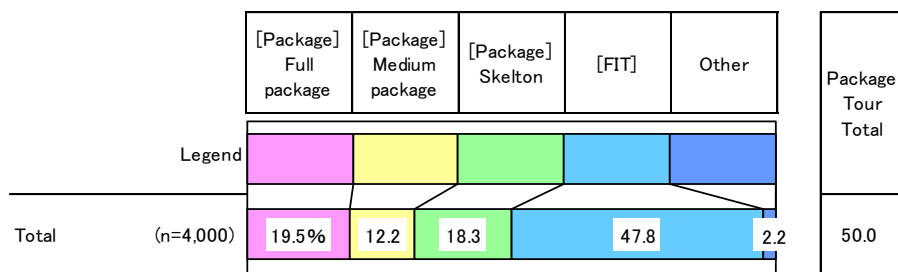 [Package]
Full
package
[Package]
Medium
package
[Package]
Skelton
[FIT]
Other
Package
Tour
Total
Legend
Total (n=4,000) 19.5% 12.2 18.3 47.8 2.2 50.0